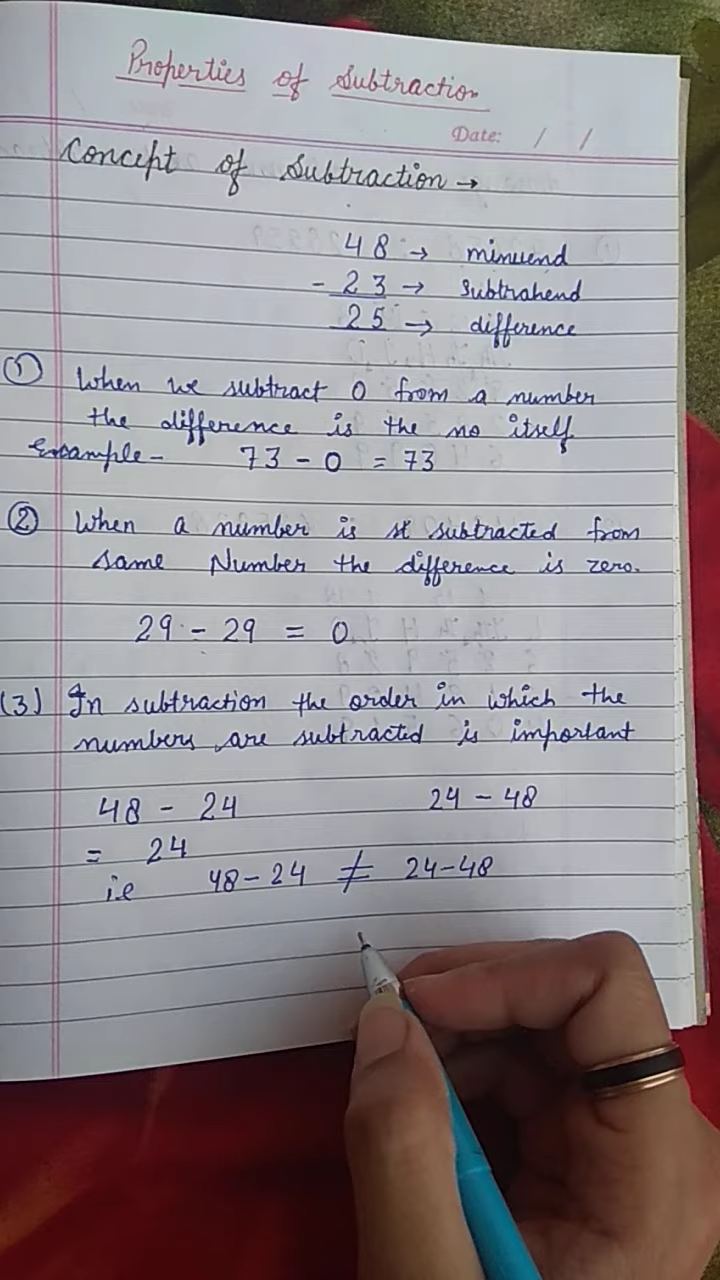 Properties of Subtraction
Date: / /
Concept of Subtraction →
48 → minuend
- 23 → Subtrahend
25 → difference
(1) When we subtract 0 from a number
the difference is the no itself
Example - 73 - 0 = 73
(2) When a number is st subtracted from
same Number the difference is zero.
29 - 29 = 0
(3) In subtraction the order in which the
numbers are subtracted is important
48 - 24 24 - 48
= 24
i.e 48 - 24 ≠ 24 - 48